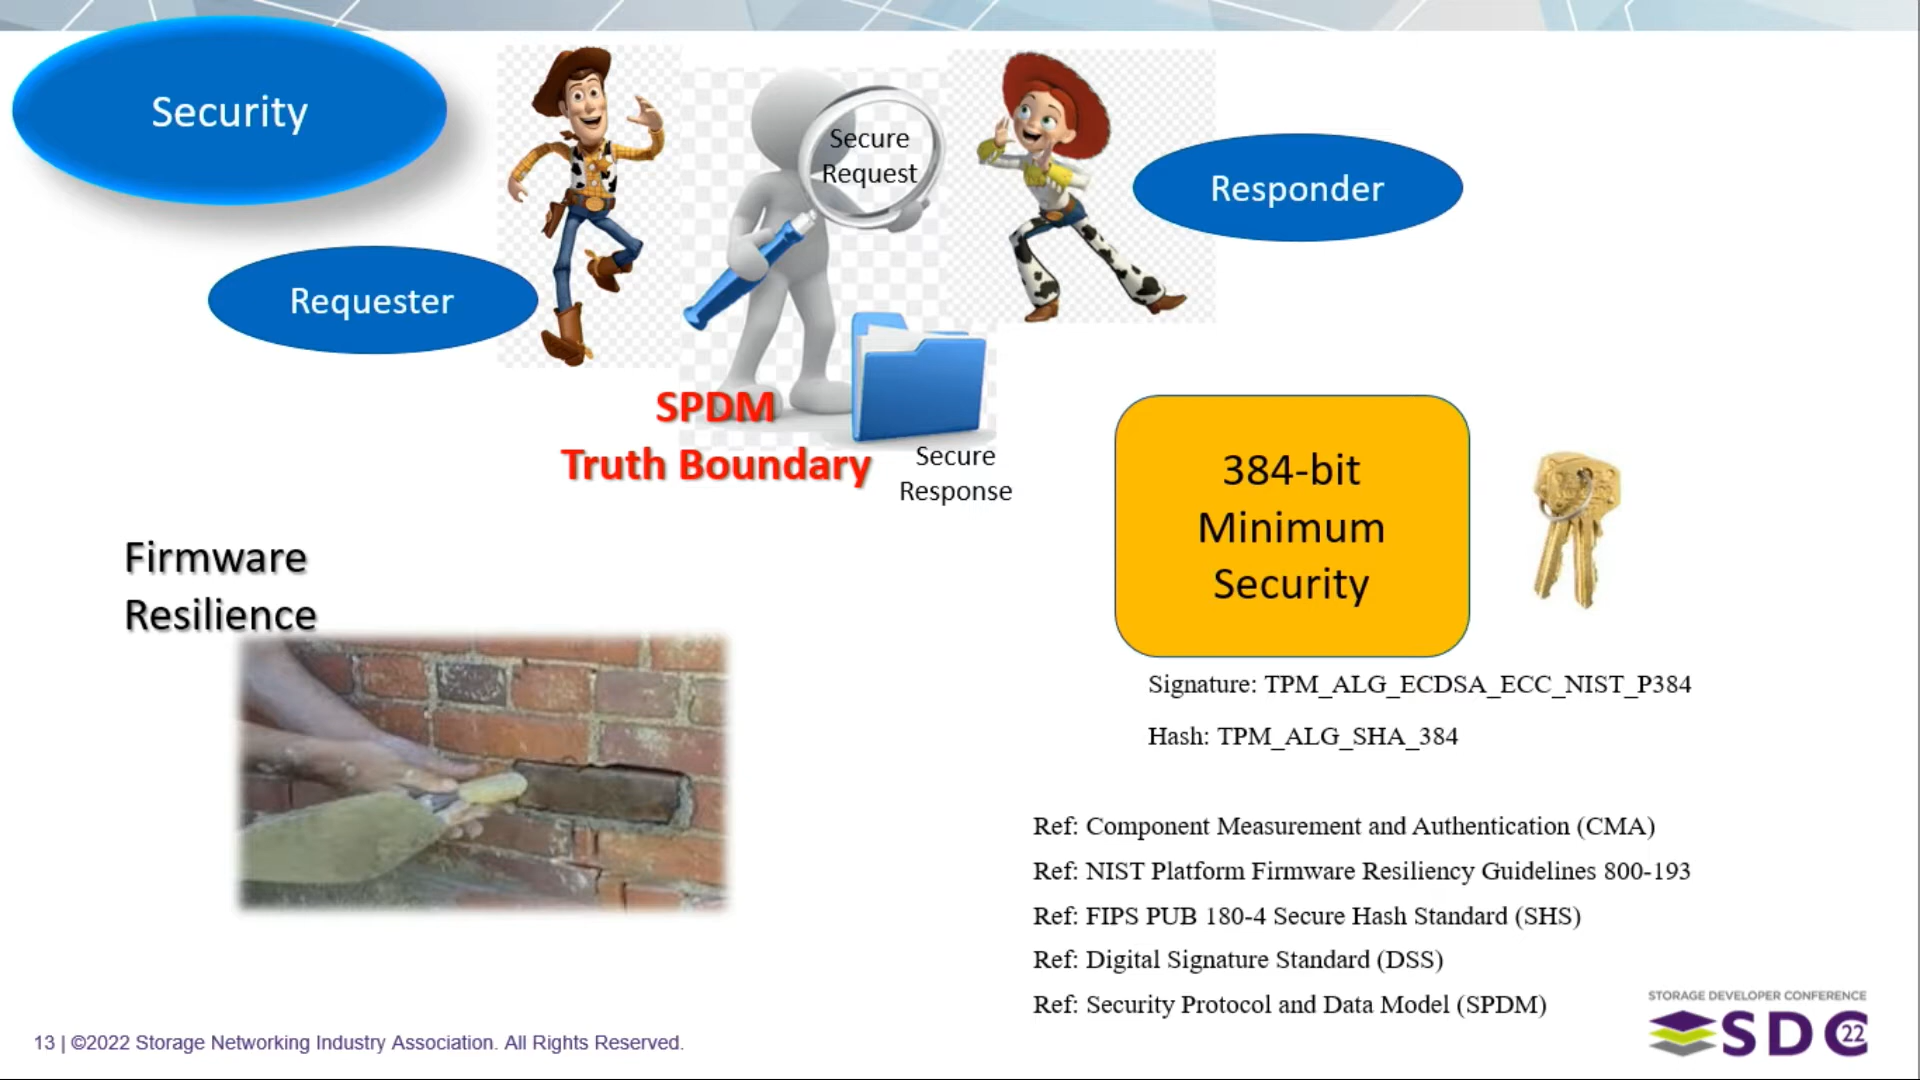 Security
Secure
Request
Responder
Requester
SPDM
Truth Boundary
Secure
Response
384-bit
Minimum
Security
Firmware
Resilience
Signature: TPM_ALG_ECDSA_ECC_NIST_P384
Hash: TPM_ALG_SHA_384
Ref: Component Measurement and Authentication (CMA)
Ref: NIST Platform Firmware Resiliency Guidelines 800-193
Ref: FIPS PUB 180-4 Secure Hash Standard (SHS)
Ref: Digital Signature Standard (DSS)
Ref: Security Protocol and Data Model (SPDM)
STORAGE DEVELOPER CONFERENCE
SDC 22
13 | ©2022 Storage Networking Industry Association. All Rights Reserved.